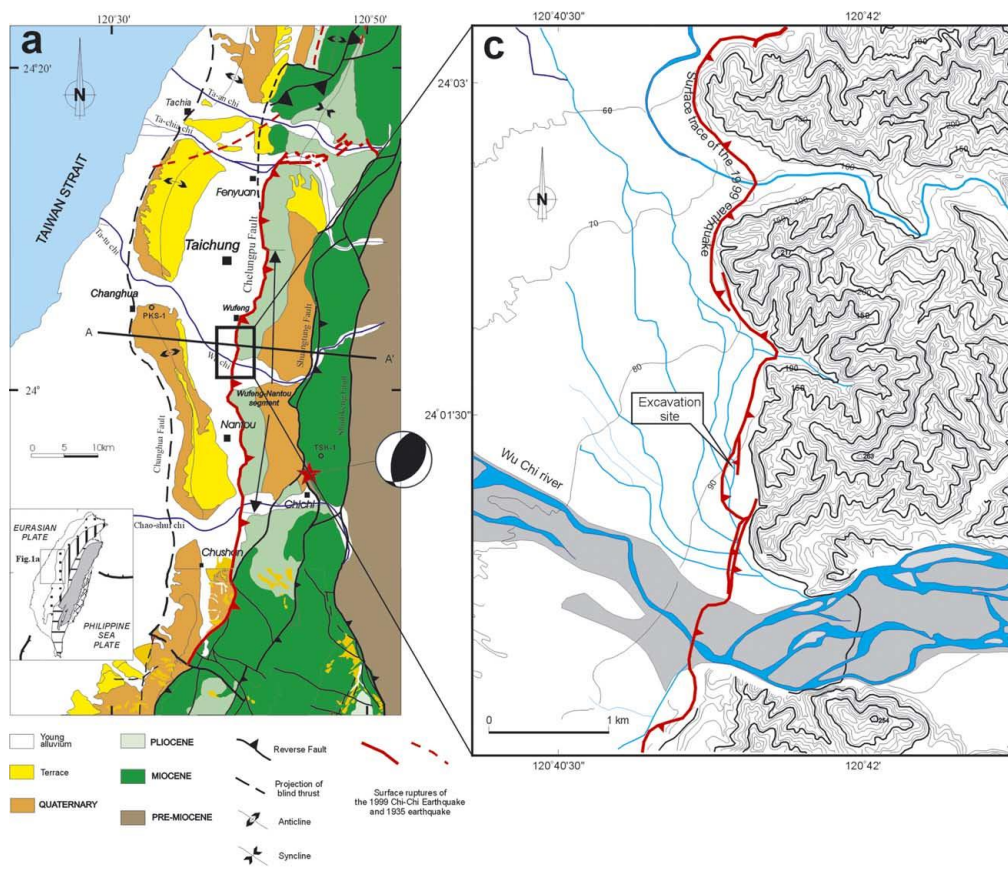 120°30'
120°50'
a
24°20'
N
Tachia
Ta-an chi
Ta-chia chi
TAIWAN STRAIT
Fenyuan
Chelungpu Fault
Taichung
Ta-tu chi
Changhua
PKS-1
Wufeng
Shuangtung Fault
A
A'
Wu chi
24°
Wufeng-Nantou
segment
Nantou
Changhua Fault
TSH-1
0 5 10km
Chichi
Chao-shui chi
Chushan
EURASIAN
PLATE
Fig.1a
PHILIPPINE
SEA
PLATE
Young
alluvium
Terrace
QUATERNARY
PLIOCENE
MIOCENE
PRE-MIOCENE
Reverse Fault
Projection of
blind thrust
Anticline
Syncline
Surface ruptures of
the 1999 Chi-Chi Earthquake
and 1935 earthquake
120°40'30"
120°42'
c
24°03'
N
Surface trace of the 1999 earthquake
60
70
80
90
100
100
150
150
Excavation
site
24°01'30"
263
Wu Chi river
254
0
1 km
120°40'30"
120°42'